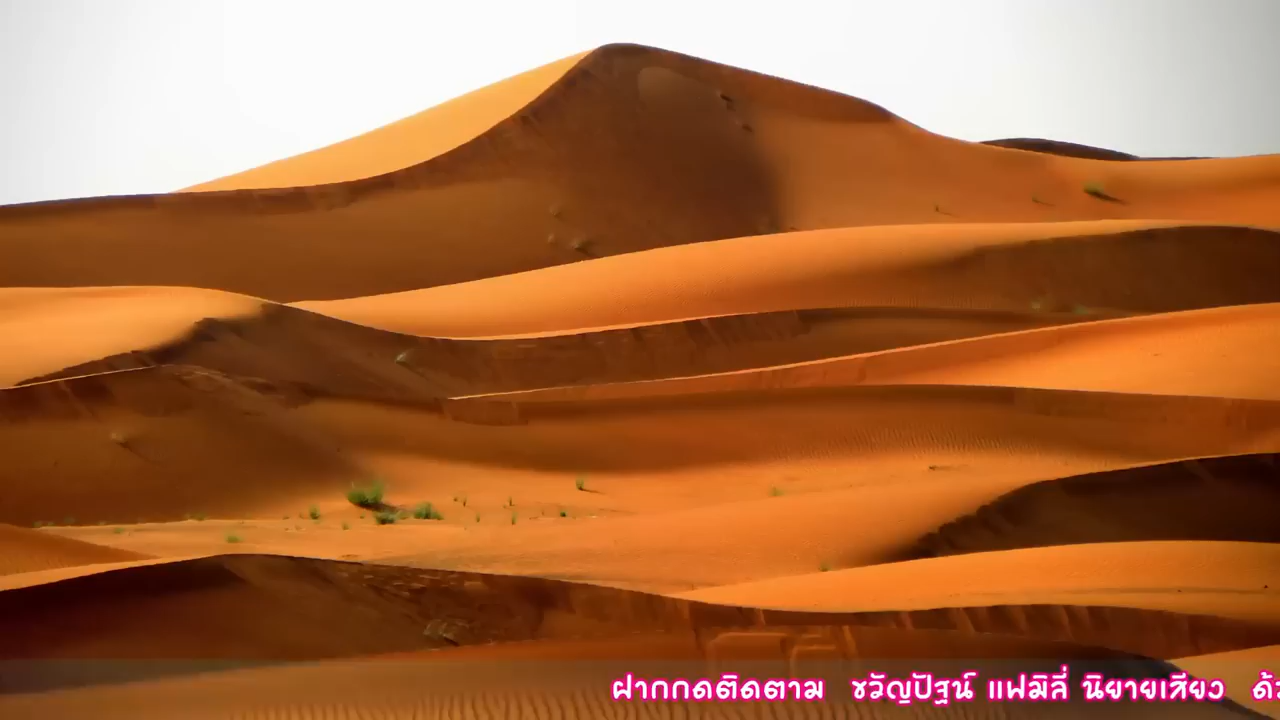 ฝากกดติดตาม ขวัญปัฐน์ แฟมิลี่ นิยายเสียง